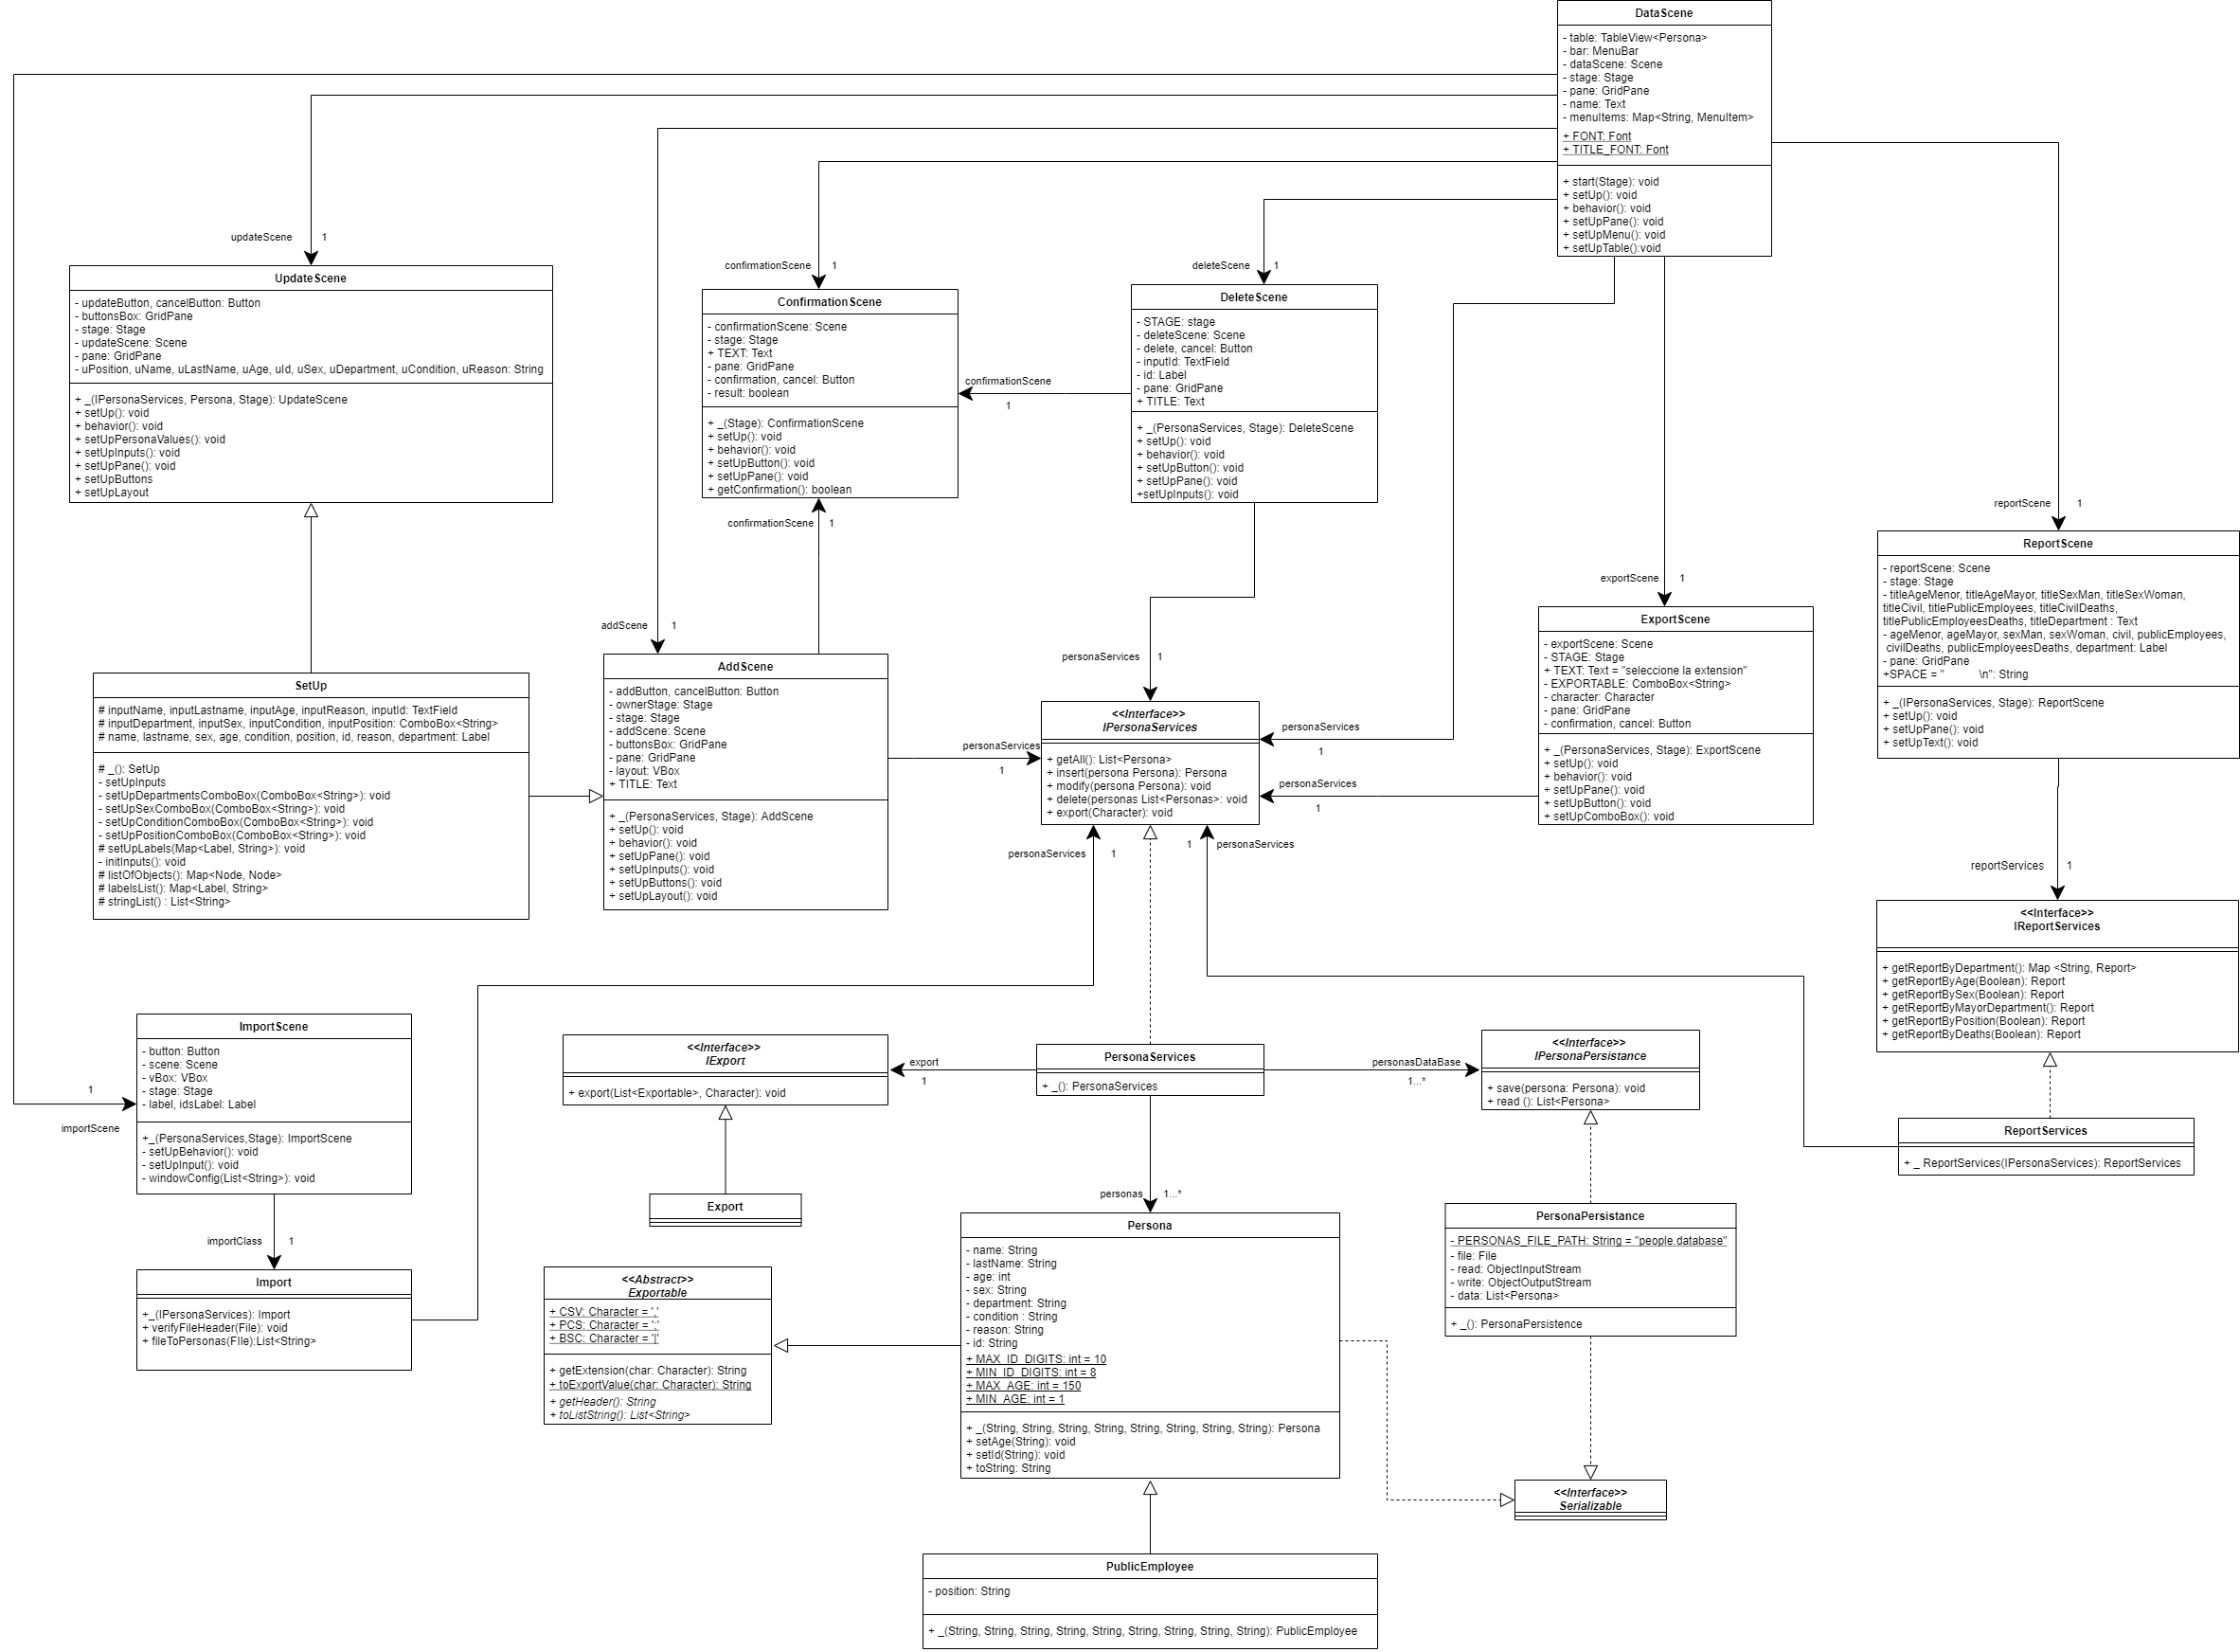 DataScene
- table: TableView<Persona>
- bar: MenuBar
- dataScene: Scene
- stage: Stage
- pane: GridPane
- name: Text
- menuItems: Map<String, MenuItem>
+ FONT: Font
+ TITLE_FONT: Font
+ start(Stage): void
+ setUp(): void
+ behavior(): void
+ setUpPane(): void
+ setUpMenu(): void
+ setUpTable():void
updateScene 1
UpdateScene
- updateButton, cancelButton: Button
- buttonsBox: GridPane
- stage: Stage
- updateScene: Scene
- pane: GridPane
- uPosition, uName, uLastName, uAge, uId, uSex, uDepartment, uCondition, uReason: String
+ _(IPersonaServices, Persona, Stage): UpdateScene
+ setUp(): void
+ behavior(): void
+ setUpPersonaValues(): void
+ setUpInputs(): void
+ setUpPane(): void
+ setUpButtons
+ setUpLayout
confirmationScene 1
ConfirmationScene
- confirmationScene: Scene
- stage: Stage
+ TEXT: Text
- pane: GridPane
- confirmation, cancel: Button
- result: boolean
+ _(Stage): ConfirmationScene
+ setUp(): void
+ behavior(): void
+ setUpButton(): void
+ setUpPane(): void
+ getConfirmation(): boolean
confirmationScene
1
confirmationScene 1
deleteScene 1
DeleteScene
- STAGE: stage
- deleteScene: Scene
- delete, cancel: Button
- inputId: TextField
- id: Label
- pane: GridPane
+ TITLE: Text
+ _(PersonaServices, Stage): DeleteScene
+ setUp(): void
+ behavior(): void
+ setUpButton(): void
+ setUpPane(): void
+setUpInputs(): void
reportScene 1
ReportScene
- reportScene: Scene
- stage: Stage
- titleAgeMenor, titleAgeMayor, titleSexMan, titleSexWoman,
titleCivil, titlePublicEmployees, titleCivilDeaths,
titlePublicEmployeesDeaths, titleDepartment : Text
- ageMenor, ageMayor, sexMan, sexWoman, civil, publicEmployees,
civilDeaths, publicEmployeesDeaths, department: Label
- pane: GridPane
+SPACE = " \n": String
+ _(IPersonaServices, Stage): ReportScene
+ setUp(): void
+ setUpPane(): void
+ setUpText(): void
exportScene 1
ExportScene
- exportScene: Scene
- STAGE: Stage
+ TEXT: Text = "seleccione la extension"
- EXPORTABLE: ComboBox<String>
- character: Character
- pane: GridPane
- confirmation, cancel: Button
+ _(PersonaServices, Stage): ExportScene
+ setUp(): void
+ behavior(): void
+ setUpPane(): void
+ setUpButton(): void
+ setUpComboBox(): void
SetUp
# inputName, inputLastname, inputAge, inputReason, inputId: TextField
# inputDepartment, inputSex, inputCondition, inputPosition: ComboBox<String>
# name, lastname, sex, age, condition, position, id, reason, department: Label
# _(): SetUp
- setUpInputs
- setUpDepartmentsComboBox(ComboBox<String>): void
- setUpSexComboBox(ComboBox<String>): void
- setUpConditionComboBox(ComboBox<String>): void
- setUpPositionComboBox(ComboBox<String>): void
# setUpLabels(Map<Label, String>): void
- initInputs(): void
# listOfObjects(): Map<Node, Node>
# labelsList(): Map<Label, String>
# stringList() : List<String>
addScene 1
AddScene
- addButton, cancelButton: Button
- ownerStage: Stage
- stage: Stage
- addScene: Scene
- buttonsBox: GridPane
- pane: GridPane
- layout: VBox
+ TITLE: Text
+ _(PersonaServices, Stage): AddScene
+ setUp(): void
+ behavior(): void
+ setUpPane(): void
+ setUpInputs(): void
+ setUpButtons(): void
+ setUpLayout(): void
personaServices 1
personaServices
1
<<Interface>>
IPersonaServices
+ getAll(): List<Persona>
+ insert(persona Persona): Persona
+ modify(persona Persona): void
+ delete(personas List<Personas>: void
+ export(Character): void
personaServices
1
personaServices
1
personaServices 1
1 personaServices
reportServices 1
<<Interface>>
IReportServices
+ getReportByDepartment(): Map <String, Report>
+ getReportByAge(Boolean): Report
+ getReportBySex(Boolean): Report
+ getReportByMayorDepartment(): Report
+ getReportByPosition(Boolean): Report
+ getReportByDeaths(Boolean): Report
ReportServices
+ _ ReportServices(IPersonaServices): ReportServices
1
importScene
ImportScene
- button: Button
- scene: Scene
- vBox: VBox
- stage: Stage
- label, idsLabel: Label
+_(PersonaServices,Stage): ImportScene
- setUpBehavior(): void
- setUpInput(): void
- windowConfig(List<String>): void
importClass 1
Import
+_(IPersonaServices): Import
+ verifyFileHeader(File): void
+ fileToPersonas(FIle):List<String>
<<Interface>>
IExport
+ export(List<Exportable>, Character): void
Export
export
1
PersonaServices
+ _(): PersonaServices
personasDataBase
1...*
<<Interface>>
IPersonaPersistance
+ save(persona: Persona): void
+ read (): List<Persona>
personas 1...*
Persona
- name: String
- lastName: String
- age: int
- sex: String
- department: String
- condition : String
- reason: String
- id: String
+ MAX_ID_DIGITS: int = 10
+ MIN_ID_DIGITS: int = 8
+ MAX_AGE: int = 150
+ MIN_AGE: int = 1
+ _(String, String, String, String, String, String, String, String): Persona
+ setAge(String): void
+ setId(String): void
+ toString: String
<<Abstract>>
Exportable
+ CSV: Character = ','
+ PCS: Character = ';'
+ BSC: Character = '|'
+ getExtension(char: Character): String
+ toExportValue(char: Character): String
+ getHeader(): String
+ toListString(): List<String>
PersonaPersistance
- PERSONAS_FILE_PATH: String = "people.database"
- file: File
- read: ObjectInputStream
- write: ObjectOutputStream
- data: List<Persona>
+ _(): PersonaPersistence
<<Interface>>
Serializable
PublicEmployee
- position: String
+ _(String, String, String, String, String, String, String, String, String): PublicEmployee